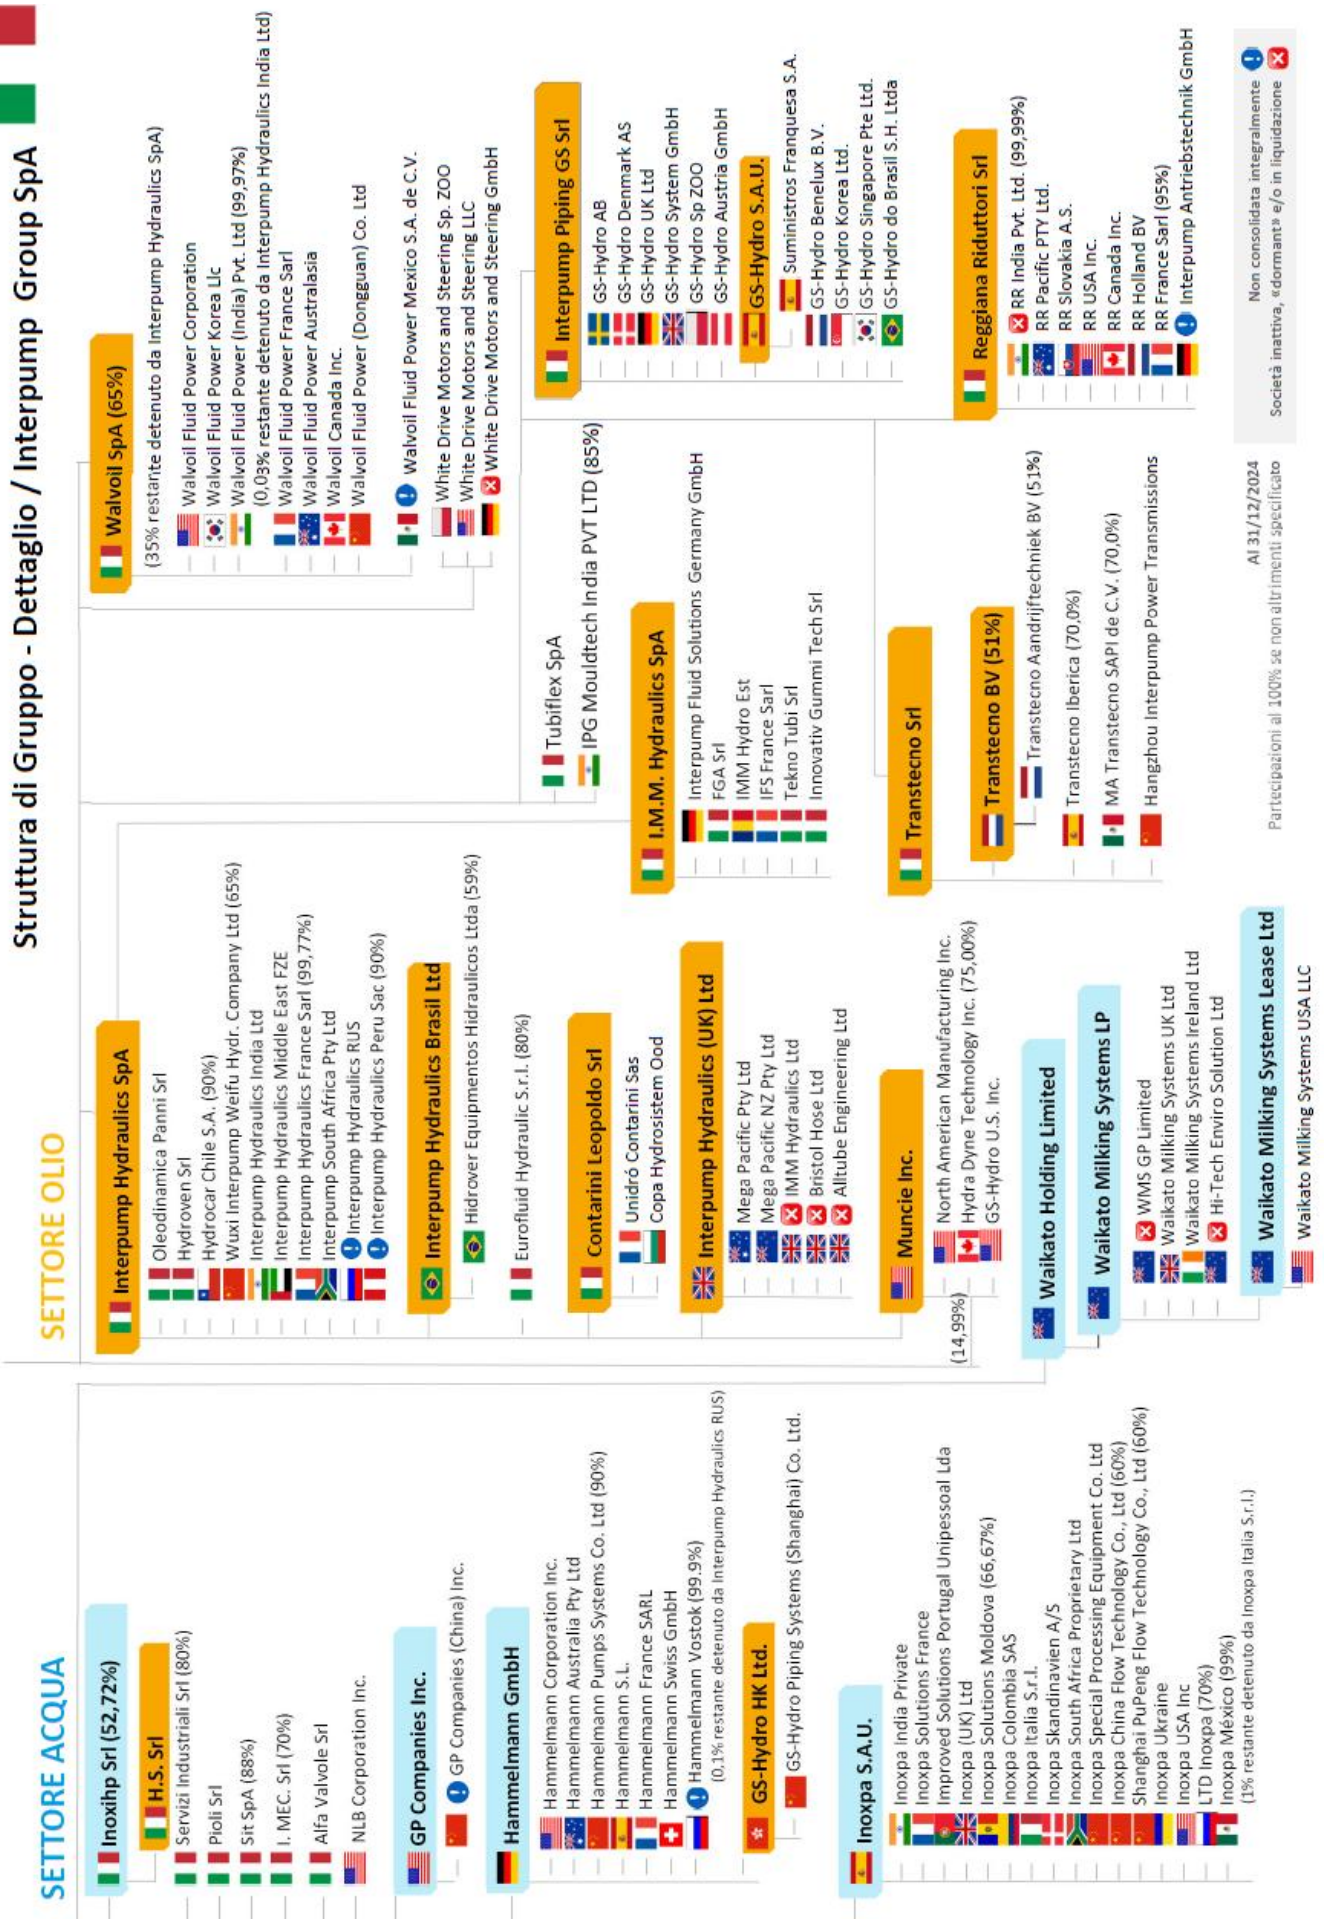 Struttura di Gruppo - Dettaglio / Interpump Group SpA
SETTORE ACQUA
Inoxihp Srl (52,72%)
H.S. Srl
Servizi Industriali Srl (80%)
Pioli Srl
Sit SpA (88%)
I. MEC. Srl (70%)
Alfa Valvole Srl
NLB Corporation Inc.
GP Companies Inc.
GP Companies (China) Inc.
Hammelmann GmbH
Hammelmann Corporation Inc.
Hammelmann Australia Pty Ltd
Hammelmann Pumps Systems Co. Ltd (90%)
Hammelmann S.L.
Hammelmann France SARL
Hammelmann Swiss GmbH
Hammelmann Vostok (99.9%)
(0,1% restante detenuto da Interpump Hydraulics RUS)
GS-Hydro HK Ltd.
GS-Hydro Piping Systems (Shanghai) Co. Ltd.
Inoxpa S.A.U.
Inoxpa India Private
Inoxpa Solutions France
Improved Solutions Portugal Unipessoal Lda
Inoxpa (UK) Ltd
Inoxpa Solutions Moldova (66,67%)
Inoxpa Colombia SAS
Inoxpa Italia S.r.l.
Inoxpa Skandinavien A/S
Inoxpa South Africa Proprietary Ltd
Inoxpa Special Processing Equipment Co. Ltd
Inoxpa China Flow Technology Co., Ltd (60%)
Shanghai PuPeng Flow Technology Co., Ltd (60%)
Inoxpa Ukraine
Inoxpa USA Inc
LTD Inoxpa (70%)
Inoxpa México (99%)
(1% restante detenuto da Inoxpa Italia S.r.l.)
SETTORE OLIO
Interpump Hydraulics SpA
Oleodinamica Panni Srl
Hydroven Srl
Hydrocar Chile S.A. (90%)
Wuxi Interpump Weifu Hydr. Company Ltd (65%)
Interpump Hydraulics India Ltd
Interpump Hydraulics Middle East FZE
Interpump Hydraulics France Sarl (99,77%)
Interpump South Africa Pty Ltd
Interpump Hydraulics RUS
Interpump Hydraulics Peru Sac (90%)
Interpump Hydraulics Brasil Ltd
Hidrover Equipmentos Hidraulicos Ltda (59%)
Eurofluid Hydraulic S.r.l. (80%)
Contarini Leopoldo Srl
Unidró Contarini Sas
Copa Hydrosistem Ood
Interpump Hydraulics (UK) Ltd
Mega Pacific Pty Ltd
Mega Pacific NZ Pty Ltd
IMM Hydraulics Ltd
Bristol Hose Ltd
Alltube Engineering Ltd
Muncie Inc.
North American Manufacturing Inc.
Hydra Dyne Technology Inc. (75,00%)
GS-Hydro U.S. Inc.
(14,99%)
Waikato Holding Limited
Waikato Milking Systems LP
WMS GP Limited
Waikato Milking Systems UK Ltd
Waikato Milking Systems Ireland Ltd
Hi-Tech Enviro Solution Ltd
Waikato Milking Systems Lease Ltd
Waikato Milking Systems USA LLC
Walvoil SpA (65%)
(35% restante detenuto da Interpump Hydraulics SpA)
Walvoil Fluid Power Corporation
Walvoil Fluid Power Korea Llc
Walvoil Fluid Power (India) Pvt. Ltd (99,97%)
(0,03% restante detenuto da Interpump Hydraulics India Ltd)
Walvoil Fluid Power France Sarl
Walvoil Fluid Power Australasia
Walvoil Canada Inc.
Walvoil Fluid Power (Dongguan) Co. Ltd
Walvoil Fluid Power Mexico S.A. de C.V.
White Drive Motors and Steering Sp. ZOO
White Drive Motors and Steering LLC
White Drive Motors and Steering GmbH
Tubiflex SpA
IPG Mouldtech India PVT LTD (85%)
I.M.M. Hydraulics SpA
Interpump Fluid Solutions Germany GmbH
FGA Srl
IMM Hydro Est
IFS France Sarl
Tekno Tubi Srl
Innovativ Gummi Tech Srl
Interpump Piping GS Srl
GS-Hydro AB
GS-Hydro Denmark AS
GS-Hydro UK Ltd
GS-Hydro System GmbH
GS-Hydro Sp ZOO
GS-Hydro Austria GmbH
GS-Hydro S.A.U.
Suministros Franquesa S.A.
GS-Hydro Benelux B.V.
GS-Hydro Korea Ltd.
GS-Hydro Singapore Pte Ltd.
GS-Hydro do Brasil S.H. Ltda
Transtecno Srl
Transtecno BV (51%)
Transtecno Aandrijftechniek BV (51%)
Transtecno Iberica (70,0%)
MA Transtecno SAPI de C.V. (70,0%)
Hangzhou Interpump Power Transmissions
Reggiana Riduttori Srl
RR India Pvt. Ltd. (99,99%)
RR Pacific PTY Ltd.
RR Slovakia A.S.
RR USA Inc.
RR Canada Inc.
RR Holland BV
RR France Sarl (95%)
Interpump Antriebstechnik GmbH
Al 31/12/2024
Partecipazioni al 100% se non altrimenti specificato
Non consolidata integralmente
Società inattiva, «dormant» e/o in liquidazione